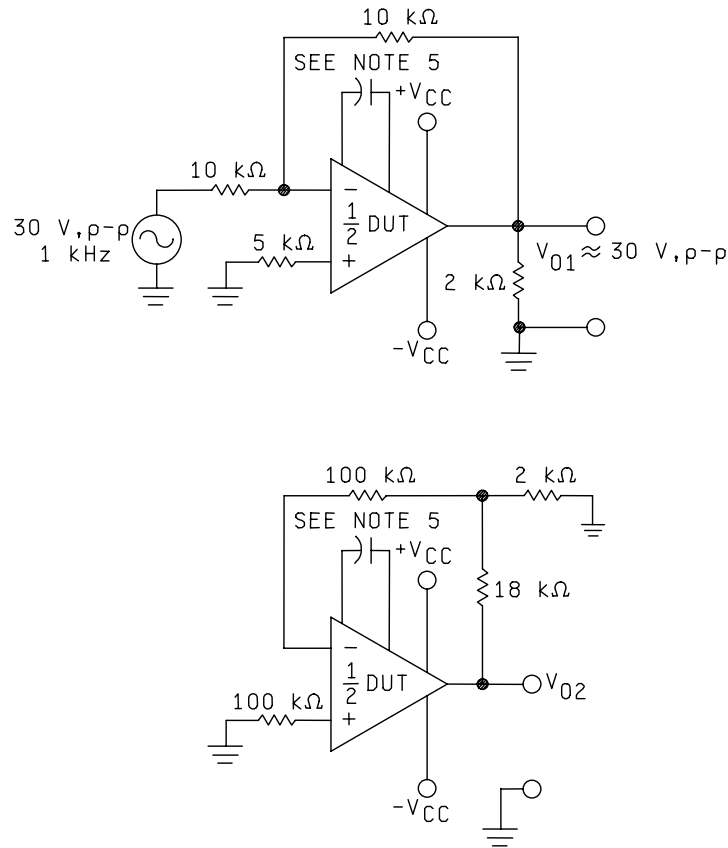 10 kΩ
SEE NOTE 5
+VCC
10 kΩ
30 V,p-p
1 kHz
−
1/2 DUT
5 kΩ
+
VO1 ≈ 30 V,p-p
2 kΩ
−VCC
100 kΩ
2 kΩ
SEE NOTE 5
+VCC
18 kΩ
−
1/2 DUT
VO2
100 kΩ
+
−VCC